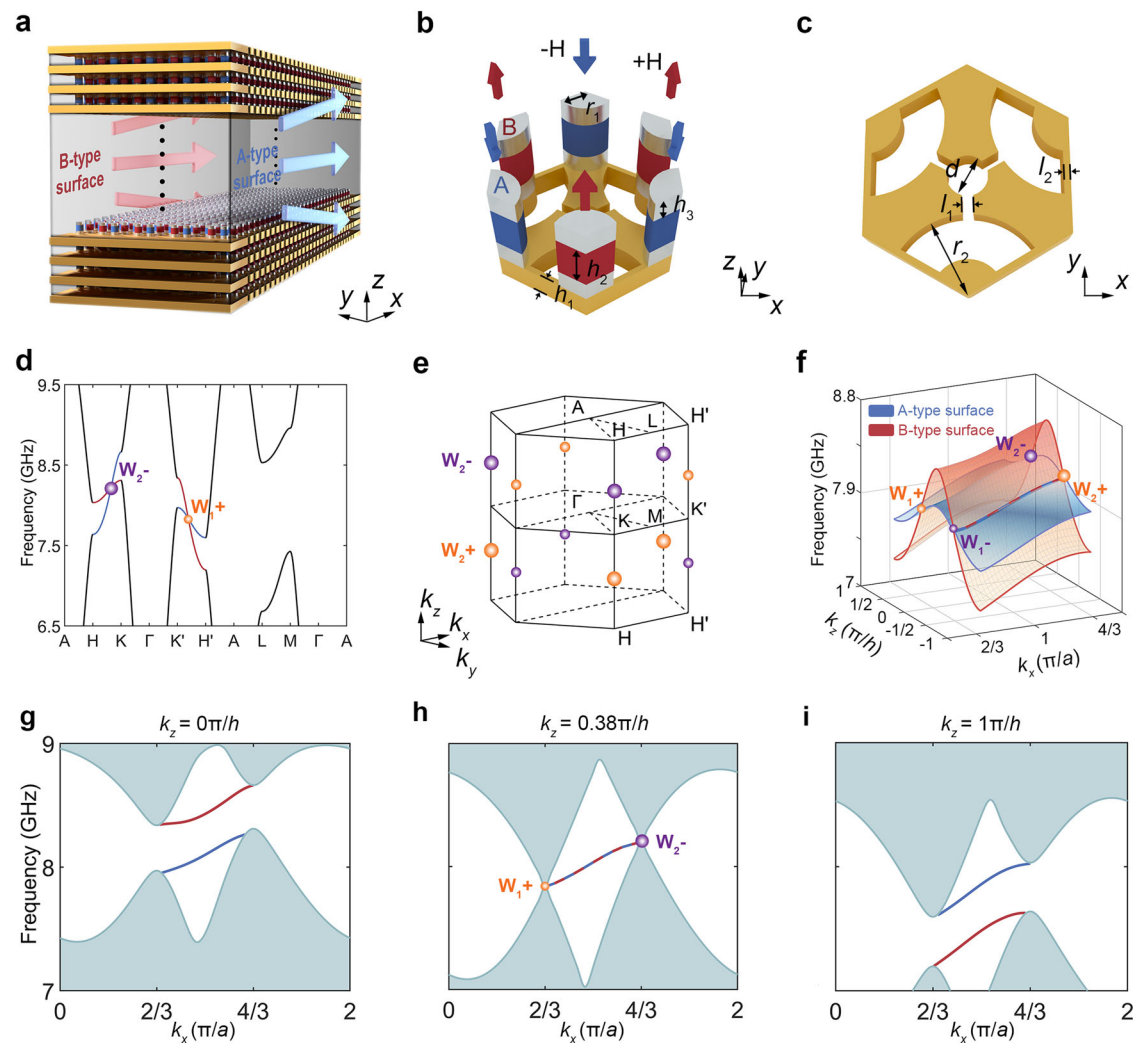 a
B-type
surface
A-type
surface
z
y
x
b
-H
+H
r1
B
A
h3
h2
h1
z
y
x
c
d
l2
l1
r2
y
x
d
Frequency (GHz)
9.5
8.5
7.5
6.5
W2-
W1+
A H K Γ K' H' A L M Γ A
e
A
H
L
H'
W2-
Γ
K
M
K'
W2+
H
H'
kz
kx
ky
f
Frequency (GHz)
8.8
7.9
7
A-type surface
B-type surface
W2-
W1+
W2+
W1-
1
1/2
0
-1/2
-1
kz (π/h)
2/3
1
4/3
kx(π/a)
g
kz = 0π/h
Frequency (GHz)
9
8
7
0 2/3 4/3 2
kx(π/a)
h
kz = 0.38π/h
W1+
W2-
0 2/3 4/3 2
kx(π/a)
i
kz = 1π/h
0 2/3 4/3 2
kx(π/a)